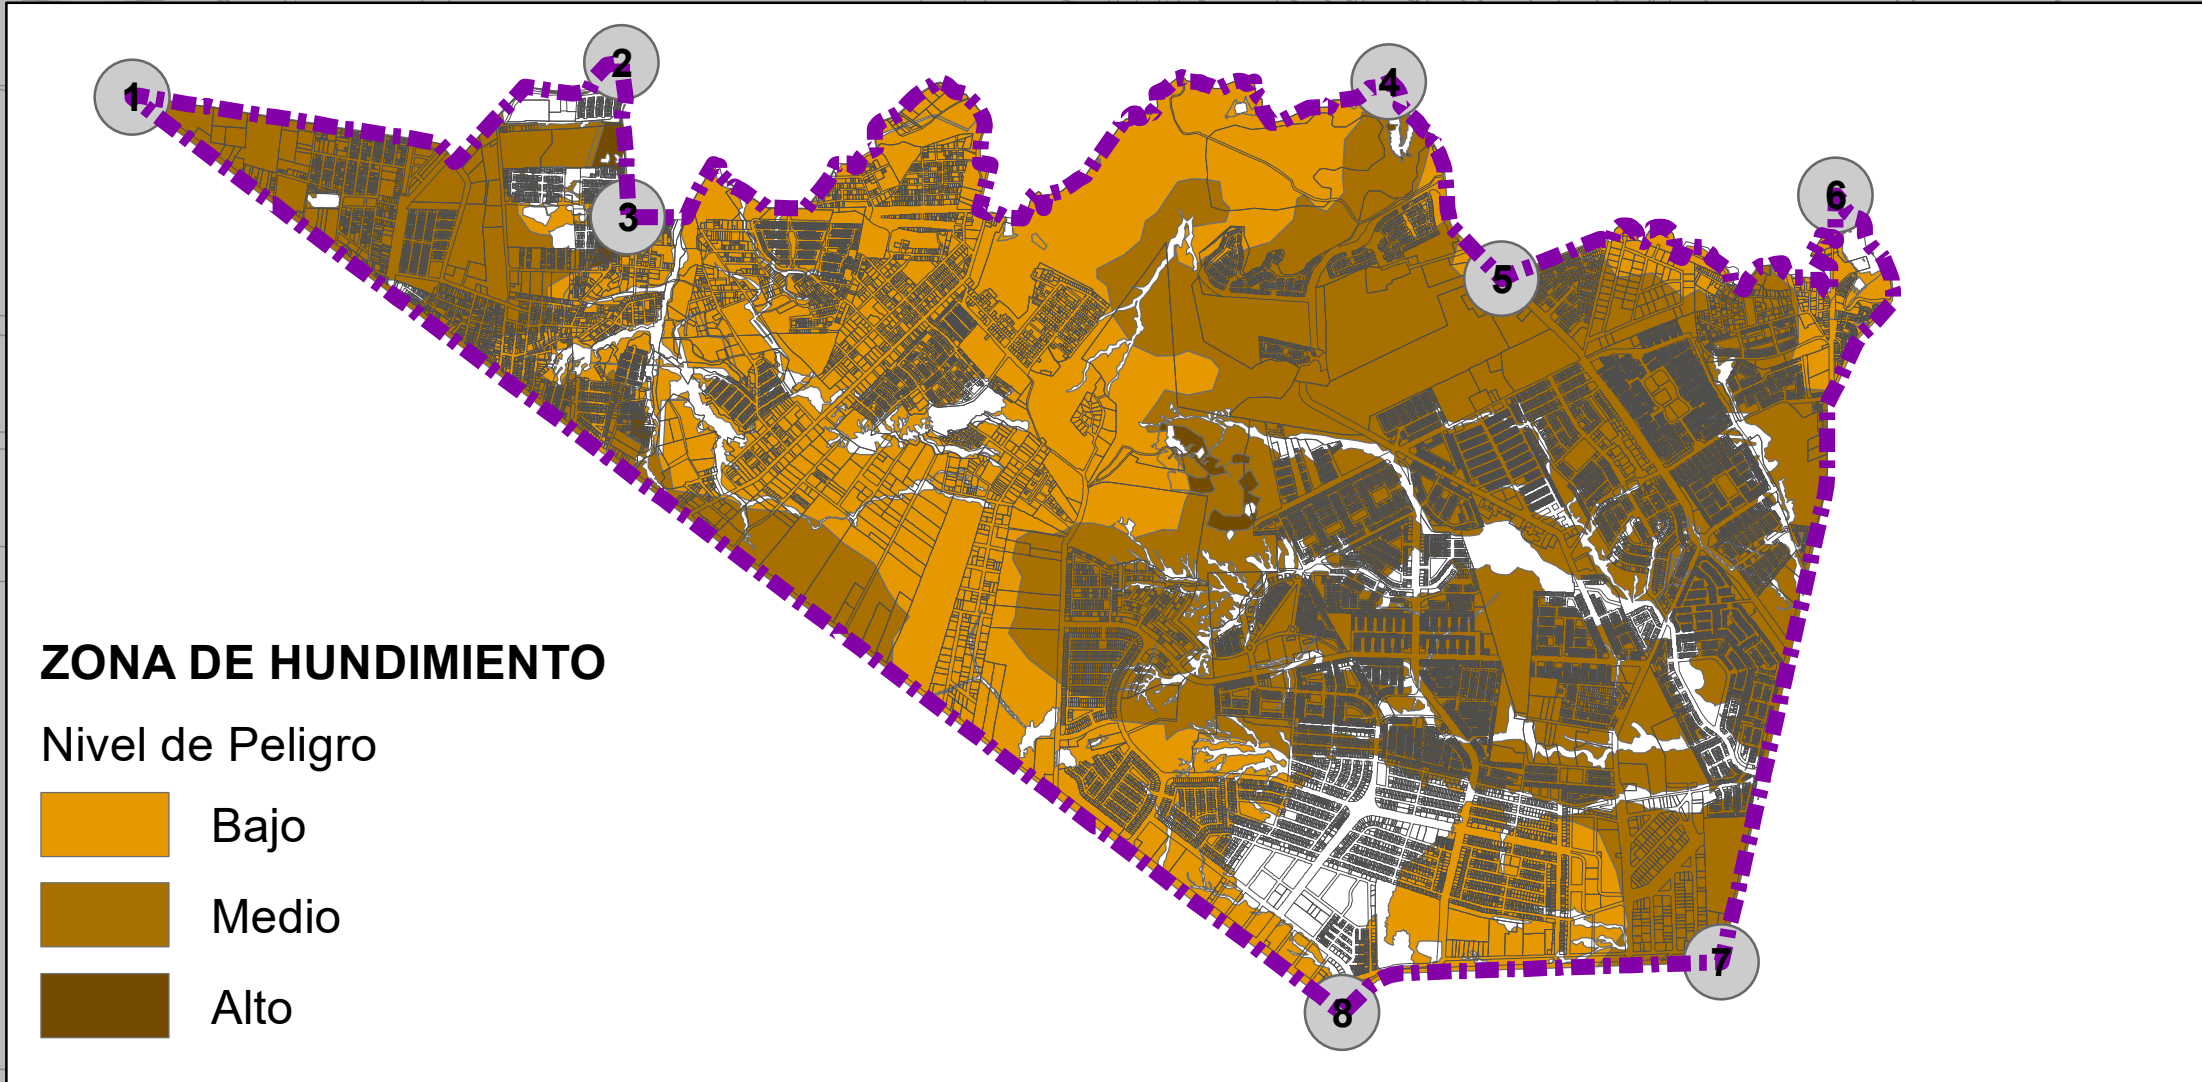 1
2
3
4
5
6
7
8
ZONA DE HUNDIMIENTO
Nivel de Peligro
Bajo
Medio
Alto